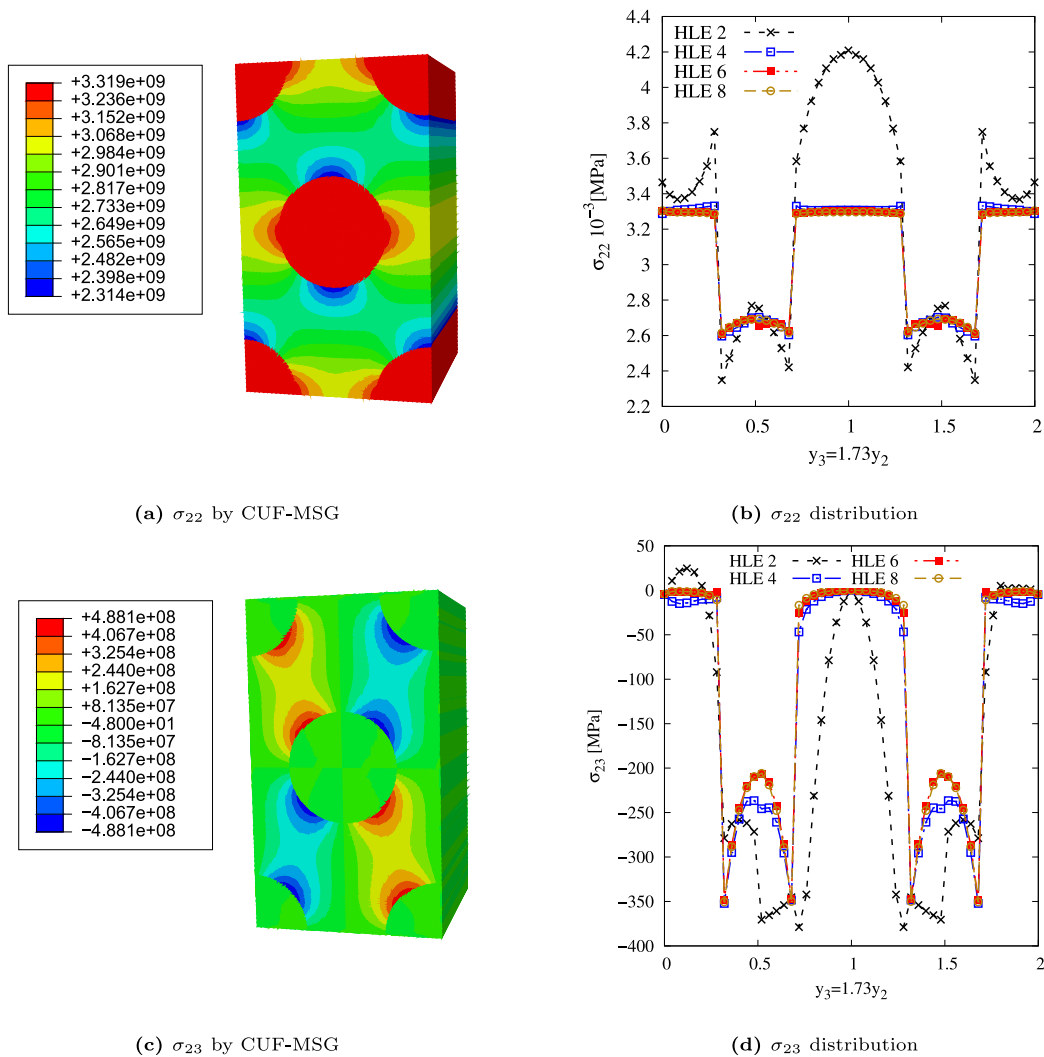 +3.319e+09
+3.236e+09
+3.152e+09
+3.068e+09
+2.984e+09
+2.901e+09
+2.817e+09
+2.733e+09
+2.649e+09
+2.565e+09
+2.482e+09
+2.398e+09
+2.314e+09
(a) σ22 by CUF-MSG
4.4
4.2
4
3.8
3.6
3.4
3.2
3
2.8
2.6
2.4
2.2
σ22 10⁻³ [MPa]
HLE 2
HLE 4
HLE 6
HLE 8
0 0.5 1 1.5 2
y3=1.73y2
(b) σ22 distribution
+4.881e+08
+4.067e+08
+3.254e+08
+2.440e+08
+1.627e+08
+8.135e+07
−4.800e+01
−8.135e+07
−1.627e+08
−2.440e+08
−3.254e+08
−4.067e+08
−4.881e+08
(c) σ23 by CUF-MSG
50
0
−50
−100
−150
−200
−250
−300
−350
−400
σ23 [MPa]
HLE 2 HLE 6
HLE 4 HLE 8
0 0.5 1 1.5 2
y3=1.73y2
(d) σ23 distribution